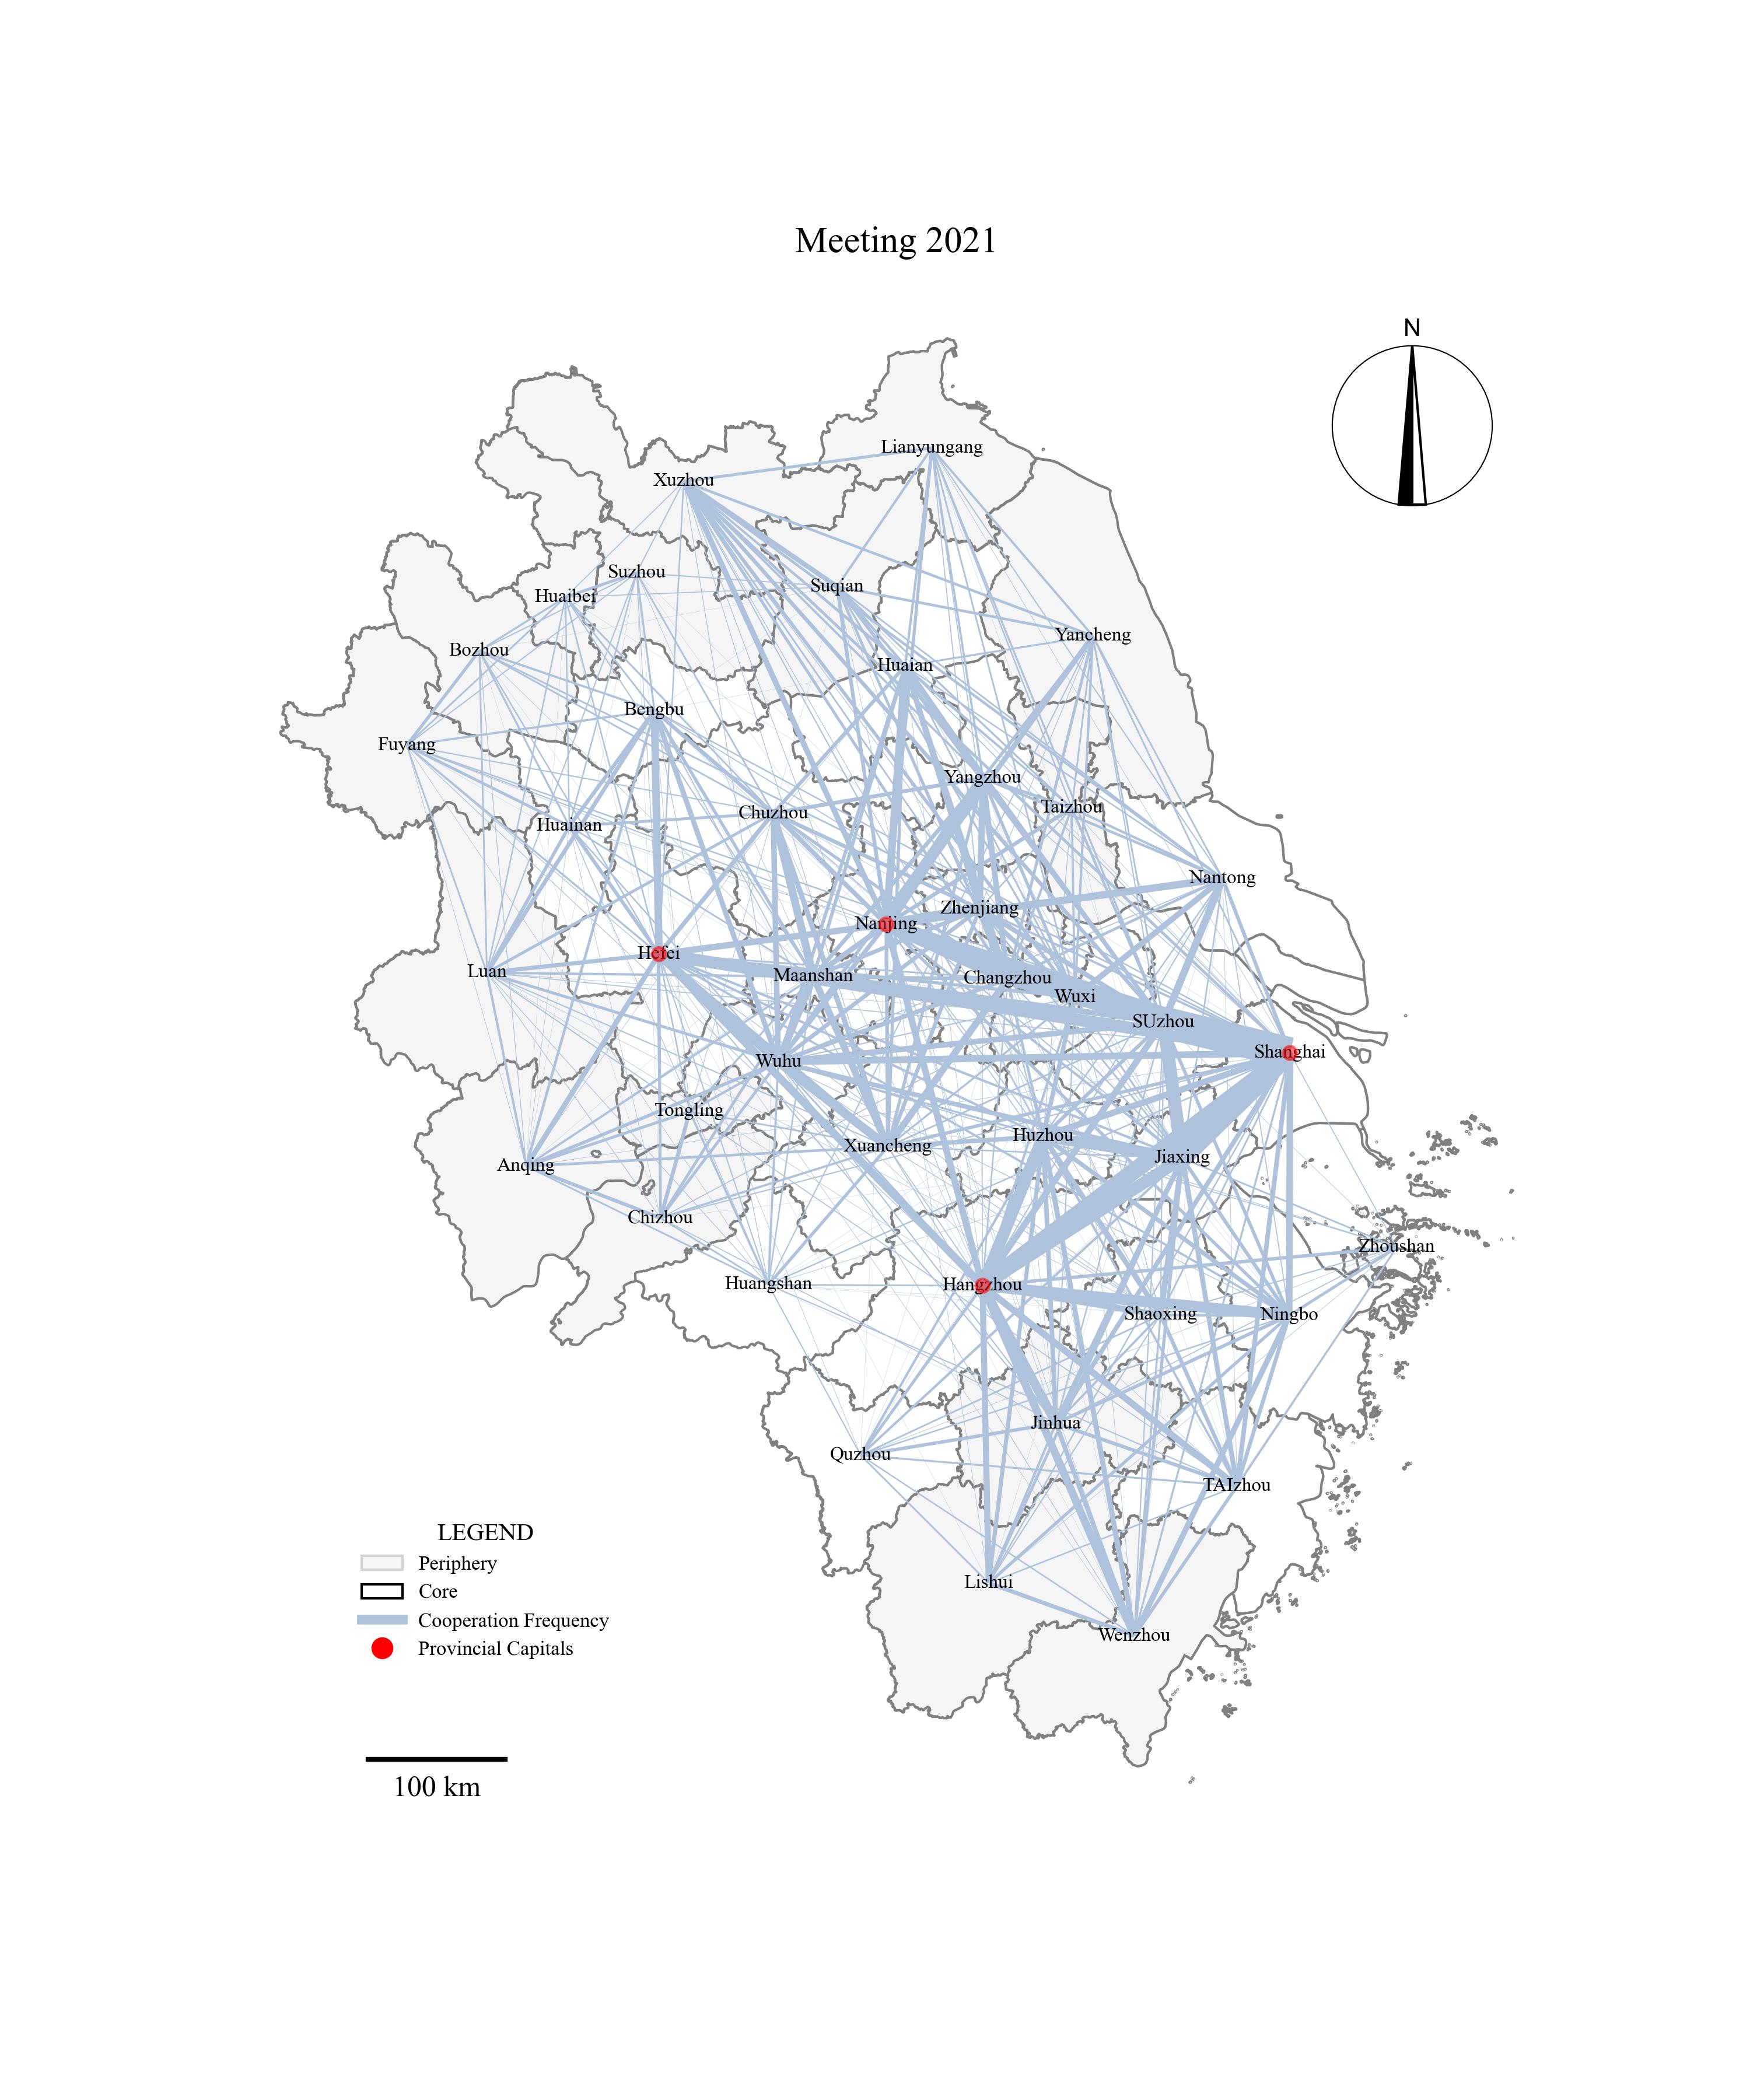 Meeting 2021
N
Lianyungang
Xuzhou
Suzhou
Suqian
Huaibei
Yancheng
Bozhou
Huaian
Bengbu
Fuyang
Yangzhou
Taizhou
Chuzhou
Huainan
Nantong
Zhenjiang
Nanjing
Hefei
Luan
Maanshan
Changzhou
Wuxi
SUzhou
Shanghai
Wuhu
Tongling
Huzhou
Xuancheng
Jiaxing
Anqing
Chizhou
Zhoushan
Huangshan
Hangzhou
Shaoxing
Ningbo
Jinhua
Quzhou
TAIzhou
Lishui
Wenzhou
LEGEND
Periphery
Core
Cooperation Frequency
Provincial Capitals
100 km